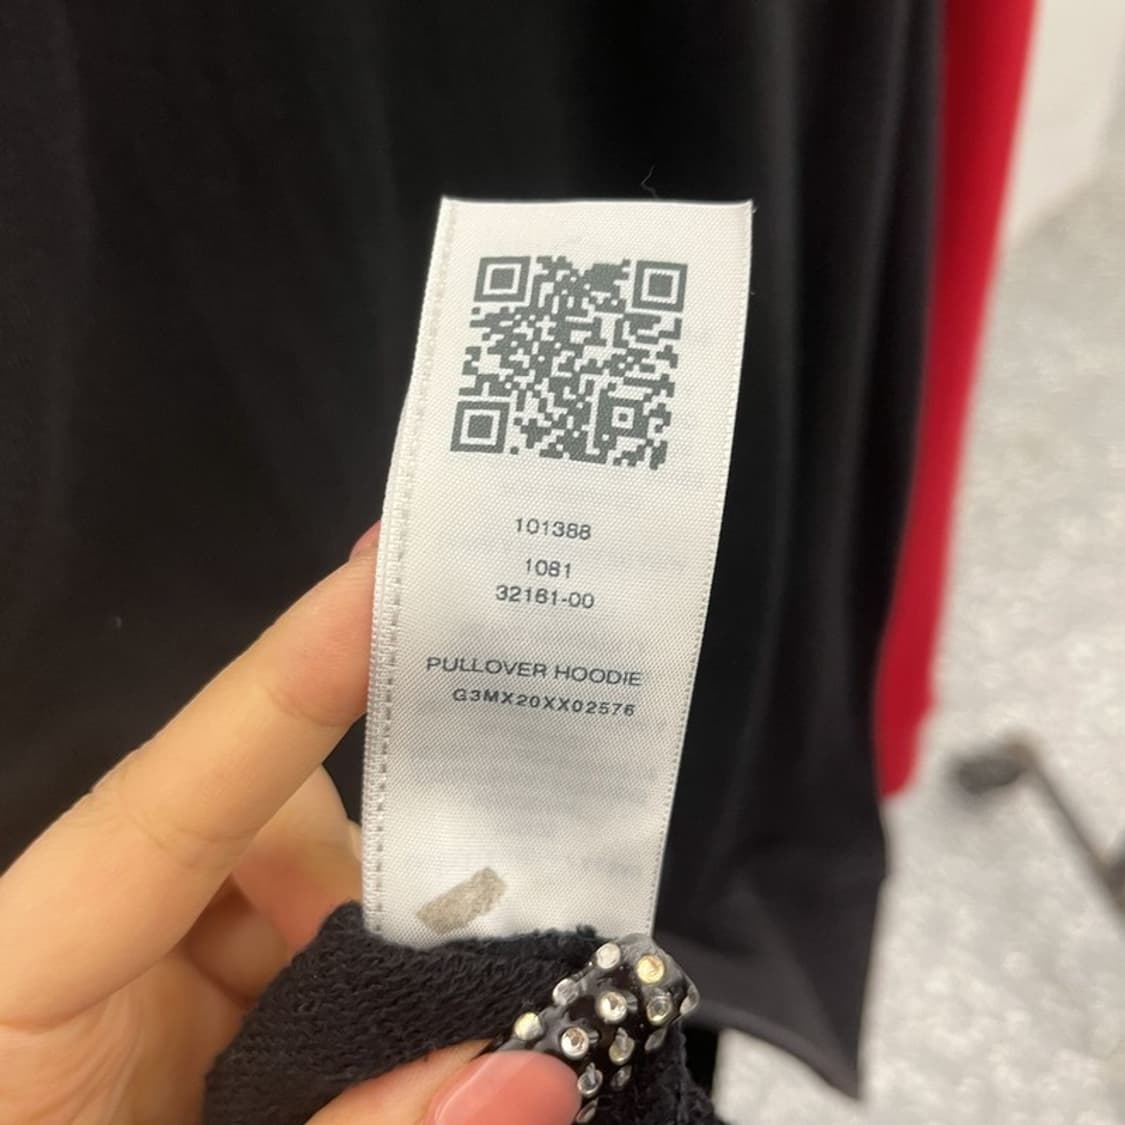 101388
1081
32161-00
PULLOVER HOODIE
G3MX20XX02576